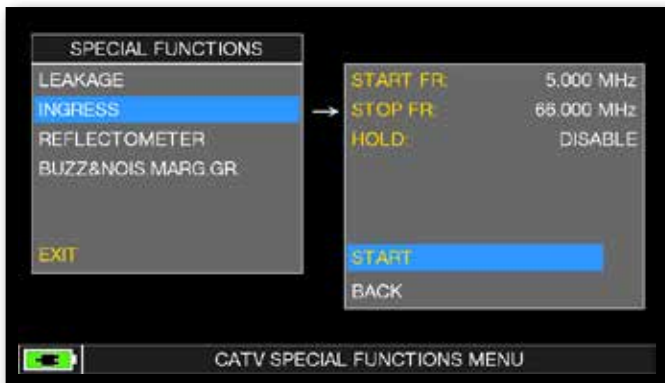 SPECIAL FUNCTIONS
LEAKAGE
INGRESS
REFLECTOMETER
BUZZ&NOIS.MARG.GR.
EXIT
→
START FR: 5.000 MHz
STOP FR: 66.000 MHz
HOLD: DISABLE
START
BACK
CATV SPECIAL FUNCTIONS MENU